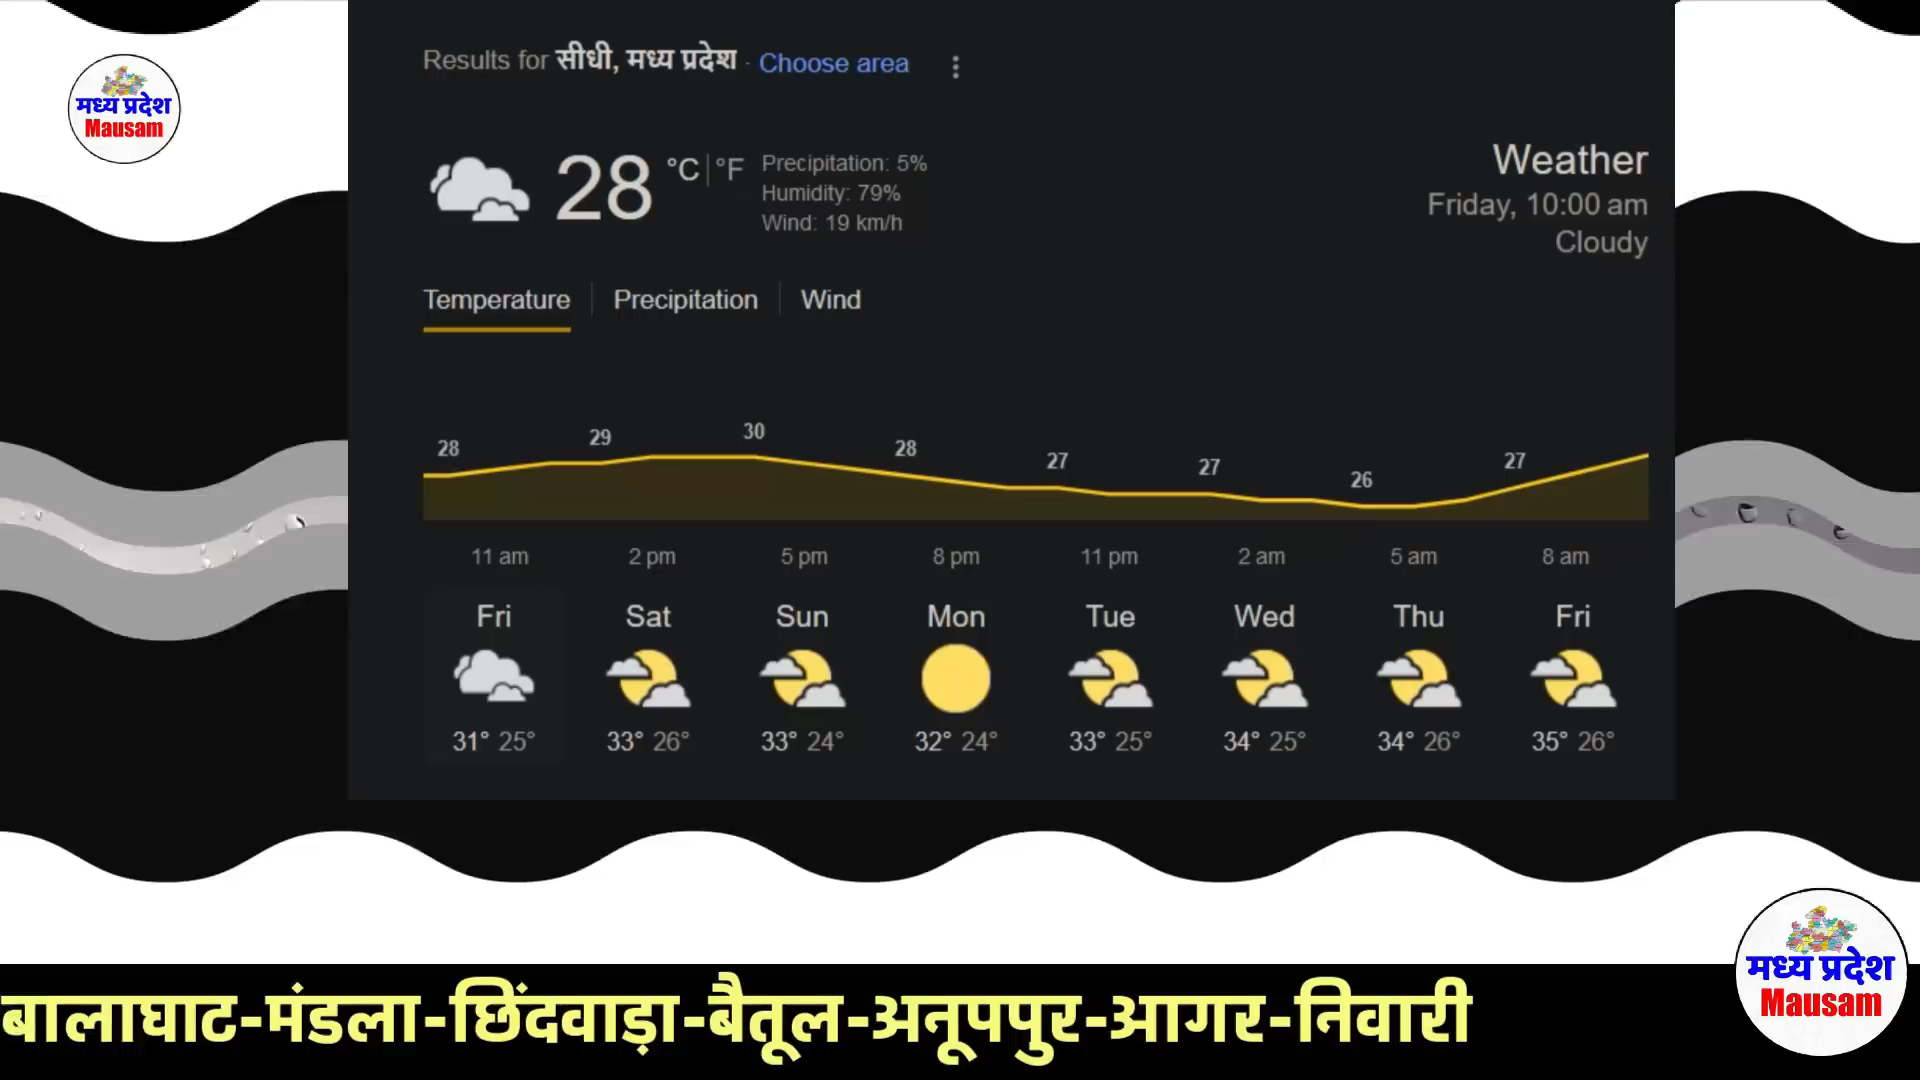 मध्य प्रदेश
Mausam
Results for सीधी, मध्य प्रदेश · Choose area
28 °C | °F
Precipitation: 5%
Humidity: 79%
Wind: 19 km/h
Weather
Friday, 10:00 am
Cloudy
Temperature Precipitation Wind
28 29 30 28 27 27 26 27
11 am 2 pm 5 pm 8 pm 11 pm 2 am 5 am 8 am
Fri Sat Sun Mon Tue Wed Thu Fri
31° 25° 33° 26° 33° 24° 32° 24° 33° 25° 34° 25° 34° 26° 35° 26°
बालाघाट-मंडला-छिंदवाड़ा-बैतूल-अनूपपुर-आगर-निवारी
मध्य प्रदेश
Mausam